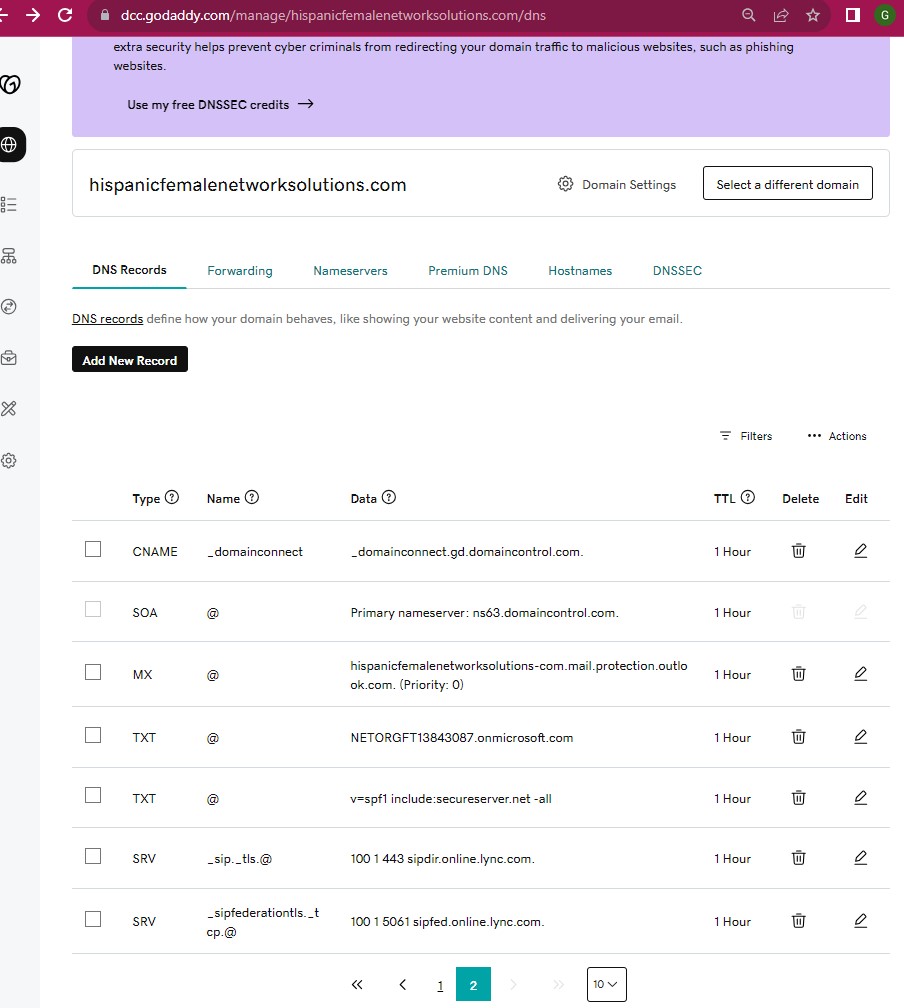 dcc.godaddy.com/manage/hispanicfemalenetworksolutions.com/dns
G
extra security helps prevent cyber criminals from redirecting your domain traffic to malicious websites, such as phishing
websites.
Use my free DNSSEC credits →
hispanicfemalenetworksolutions.com
Domain Settings
Select a different domain
DNS Records Forwarding Nameservers Premium DNS Hostnames DNSSEC
DNS records define how your domain behaves, like showing your website content and delivering your email.
Add New Record
Filters ••• Actions
Type ? Name ? Data ? TTL ? Delete Edit
CNAME _domainconnect _domainconnect.gd.domaincontrol.com. 1 Hour
SOA @ Primary nameserver: ns63.domaincontrol.com. 1 Hour
MX @ hispanicfemalenetworksolutions-com.mail.protection.outlo
ok.com. (Priority: 0) 1 Hour
TXT @ NETORGFT13843087.onmicrosoft.com 1 Hour
TXT @ v=spf1 include:secureserver.net -all 1 Hour
SRV _sip._tls.@ 100 1 443 sipdir.online.lync.com. 1 Hour
SRV _sipfederationtls._t
cp.@ 100 1 5061 sipfed.online.lync.com. 1 Hour
« < 1 2 > » 10